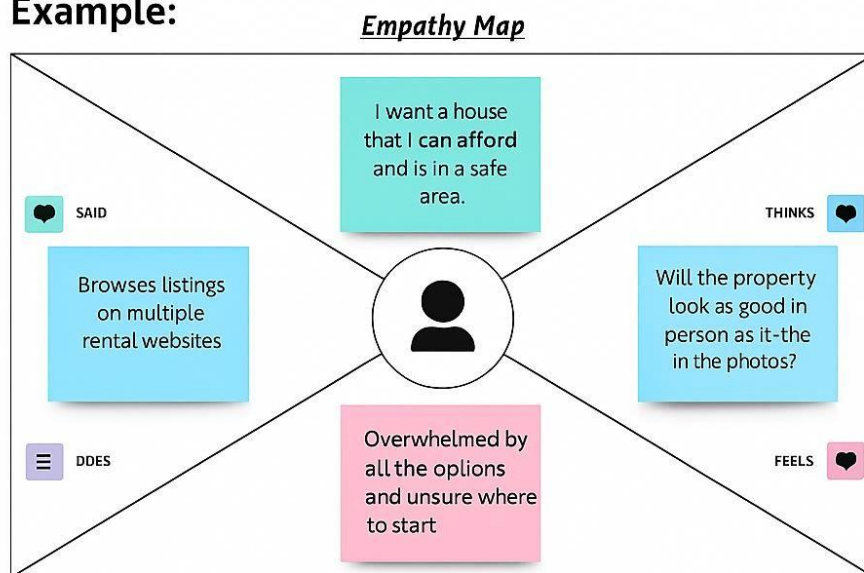 Example:
Empathy Map
I want a house
that I can afford
and is in a safe
area.
SAID
THINKS
Browses listings
on multiple
rental websites
Will the property
look as good in
person as it-the
in the photos?
DDES
FEELS
Overwhelmed by
all the oplions
and unsure where
to start